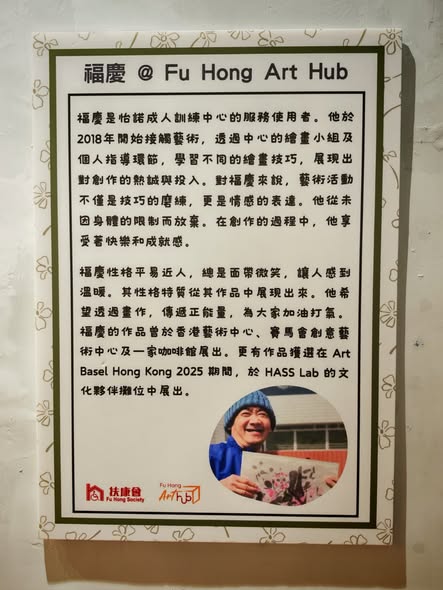 福慶 @ Fu Hong Art Hub
福慶是怡諾成人訓練中心的服務使用者。他於
2018年開始接觸藝術，透過中心的繪畫小組及
個人指導環節，學習不同的繪畫技巧，展現出
對創作的熱誠與投入。對福慶來說，藝術活動
不僅是技巧的磨練，更是情感的表達。他從未
因身體的限制而放棄。在創作的過程中，他享
受著快樂和成就感。
福慶性格平易近人，總是面帶微笑，讓人感到
溫暖。其性格特質從其作品中展現出來。他希
望透過畫作，傳遞正能量，為大家加油打氣。
福慶的作品曾於香港藝術中心、賽馬會創意藝
術中心及一家咖啡館展出。更有作品獲選在 Art
Basel Hong Kong 2025 期間，於 HASS Lab 的文
化夥伴攤位中展出。
扶康會
Fu Hong Society
Fu Hong
Art Hub